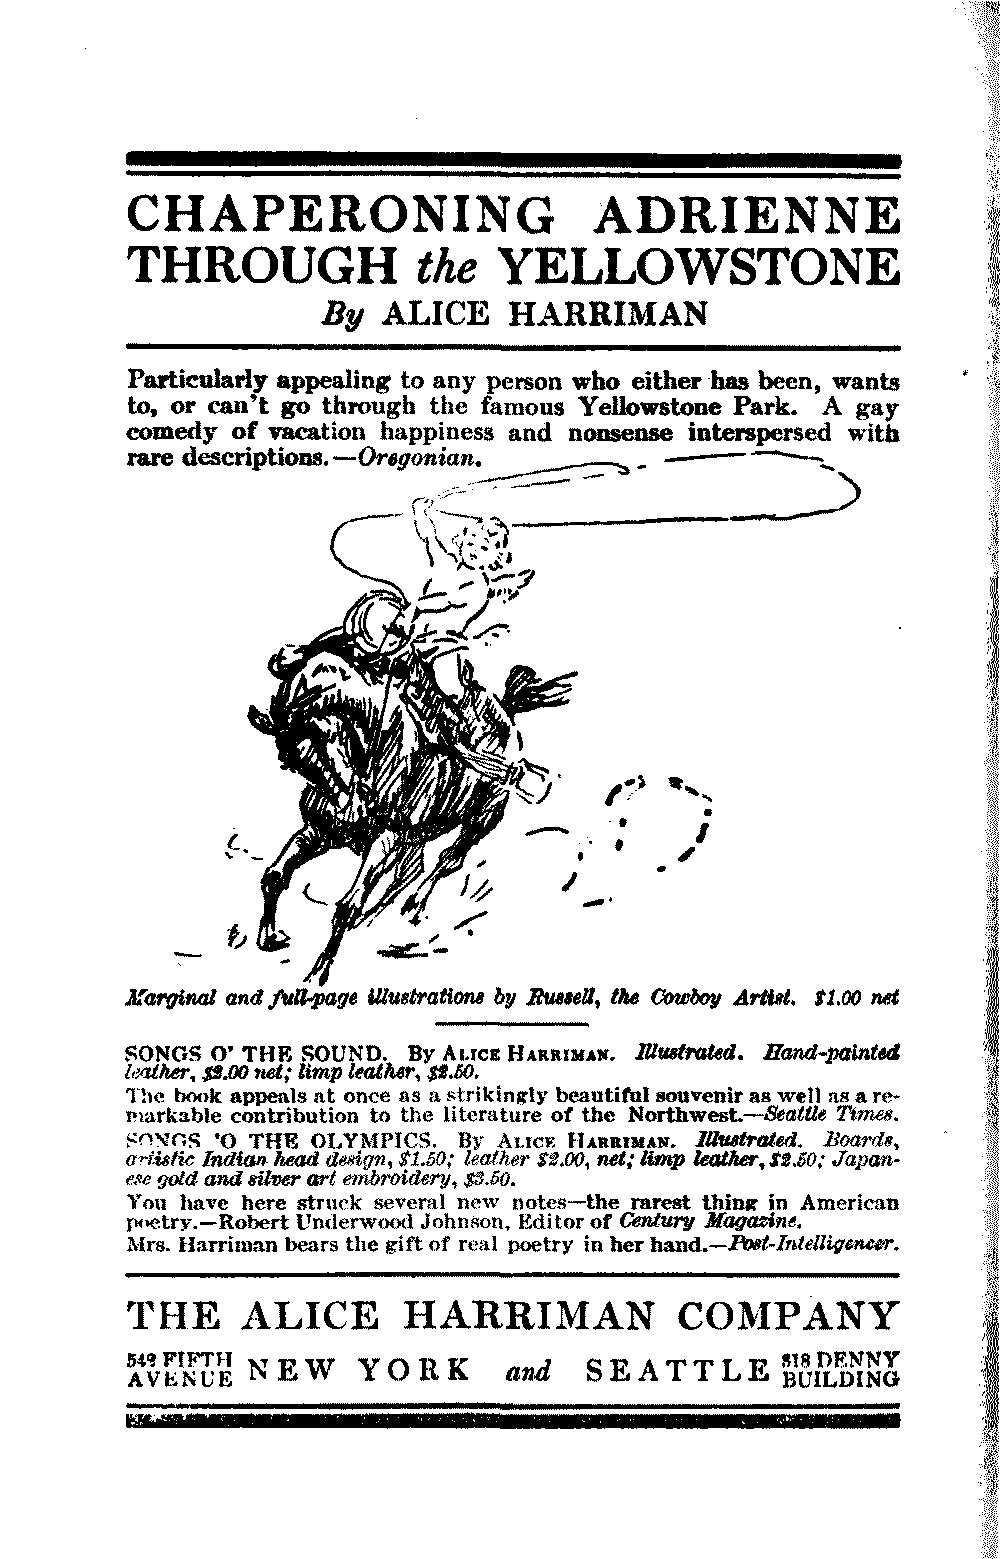 CHAPERONING ADRIENNE
THROUGH the YELLOWSTONE
By ALICE HARRIMAN
Particularly appealing to any person who either has been, wants
to, or can't go through the famous Yellowstone Park. A gay
comedy of vacation happiness and nonsense interspersed with
rare descriptions.—Oregonian.
Marginal and full-page illustrations by Russell, the Cowboy Artist. $1.00 net
SONGS O' THE SOUND. By ALICE HARRIMAN. Illustrated. Hand-painted
leather, $2.00 net; limp leather, $2.50.
The book appeals at once as a strikingly beautiful souvenir as well as a re-
markable contribution to the literature of the Northwest.—Seattle Times.
SONGS 'O THE OLYMPICS. By ALICE HARRIMAN. Illustrated. Boards,
artistic Indian head design, $1.50; leather $2.00, net; limp leather, $2.50; Japan-
ese gold and silver art embroidery, $3.50.
You have here struck several new notes—the rarest thing in American
poetry.—Robert Underwood Johnson, Editor of Century Magazine.
Mrs. Harriman bears the gift of real poetry in her hand.—Post-Intelligencer.
THE ALICE HARRIMAN COMPANY
542 FIFTH AVENUE NEW YORK and SEATTLE 818 DENNY BUILDING